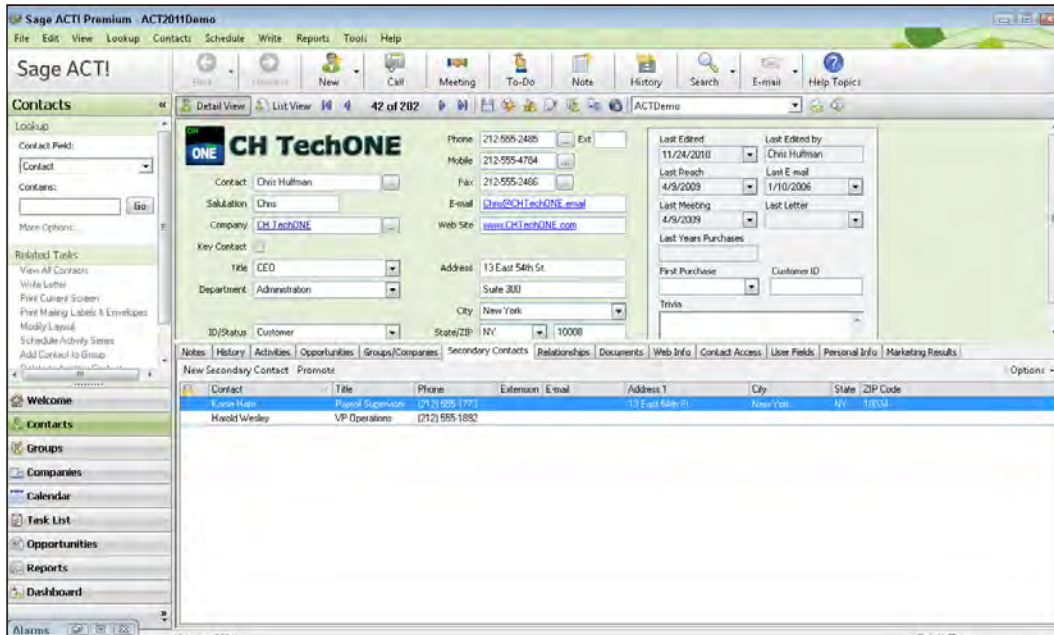 Sage ACT! Premium - ACT2011Demo
File Edit View Lookup Contacts Schedule Write Reports Tools Help
Sage ACT!
Back
New
Call
Meeting
To-Do
Note
History
Search
E-mail
Help Topics
Contacts «
Detail View List View 42 of 202 ACTDemo
Lookup
Contact Field:
Contact
Contains:
Go
More Options...
Related Tasks
View All Contacts
Write Letter
Print Current Screen
Print Mailing Labels & Envelopes
Modify Layout
Schedule Activity Series
Add Contact to Group
Welcome
Contacts
Groups
Companies
Calendar
Task List
Opportunities
Reports
Dashboard
Alarms
CH
ONE
CH TechONE
Contact Chris Huffman
Salutation Chris
Company CH TechONE
Key Contact
Title CEO
Department Administration
ID/Status Customer
Phone 212-555-2485 ... Ext
Mobile 212-555-4784 ...
Fax 212-555-2486 ...
E-mail Chris@CHTechONE.email
Web Site www.CHTechONE.com
Address 13 East 54th St.
Suite 300
City New York
State/ZIP NY 10008
Last Edited Last Edited by
11/24/2010 Chris Huffman
Last Reach Last E-mail
4/9/2009 1/10/2006
Last Meeting Last Letter
4/9/2009
Last Years Purchases
First Purchase Customer ID
Trivia
Notes History Activities Opportunities Groups/Companies Secondary Contacts Relationships Documents Web Info Contact Access User Fields Personal Info Marketing Results
New Secondary Contact Promote Options
Contact Title Phone Extension E-mail Address 1 City State ZIP Code
Payroll Supervisor (212) 555-1773 13 East 54th St. New York NY
Harold Wesley VP Operations (212) 555-1892